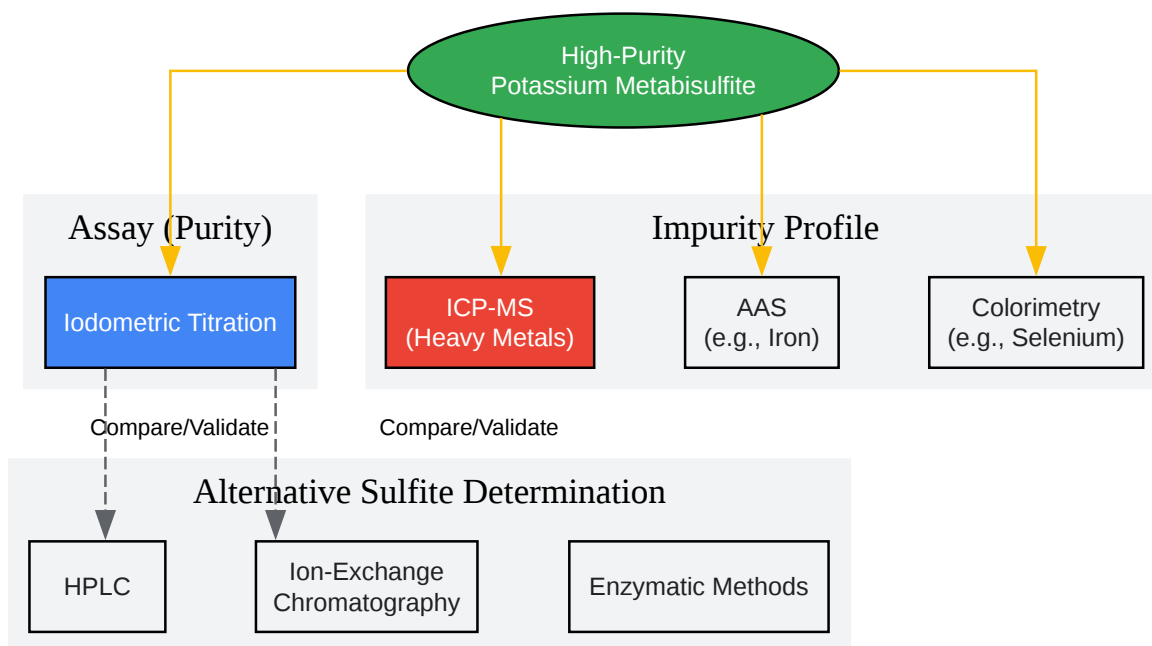 High-Purity
Potassium Metabisulfite
Assay (Purity)
Impurity Profile
Iodometric Titration
ICP-MS
(Heavy Metals)
AAS
(e.g., Iron)
Colorimetry
(e.g., Selenium)
Compare/Validate
Compare/Validate
Alternative Sulfite Determination
HPLC
Ion-Exchange
Chromatography
Enzymatic Methods